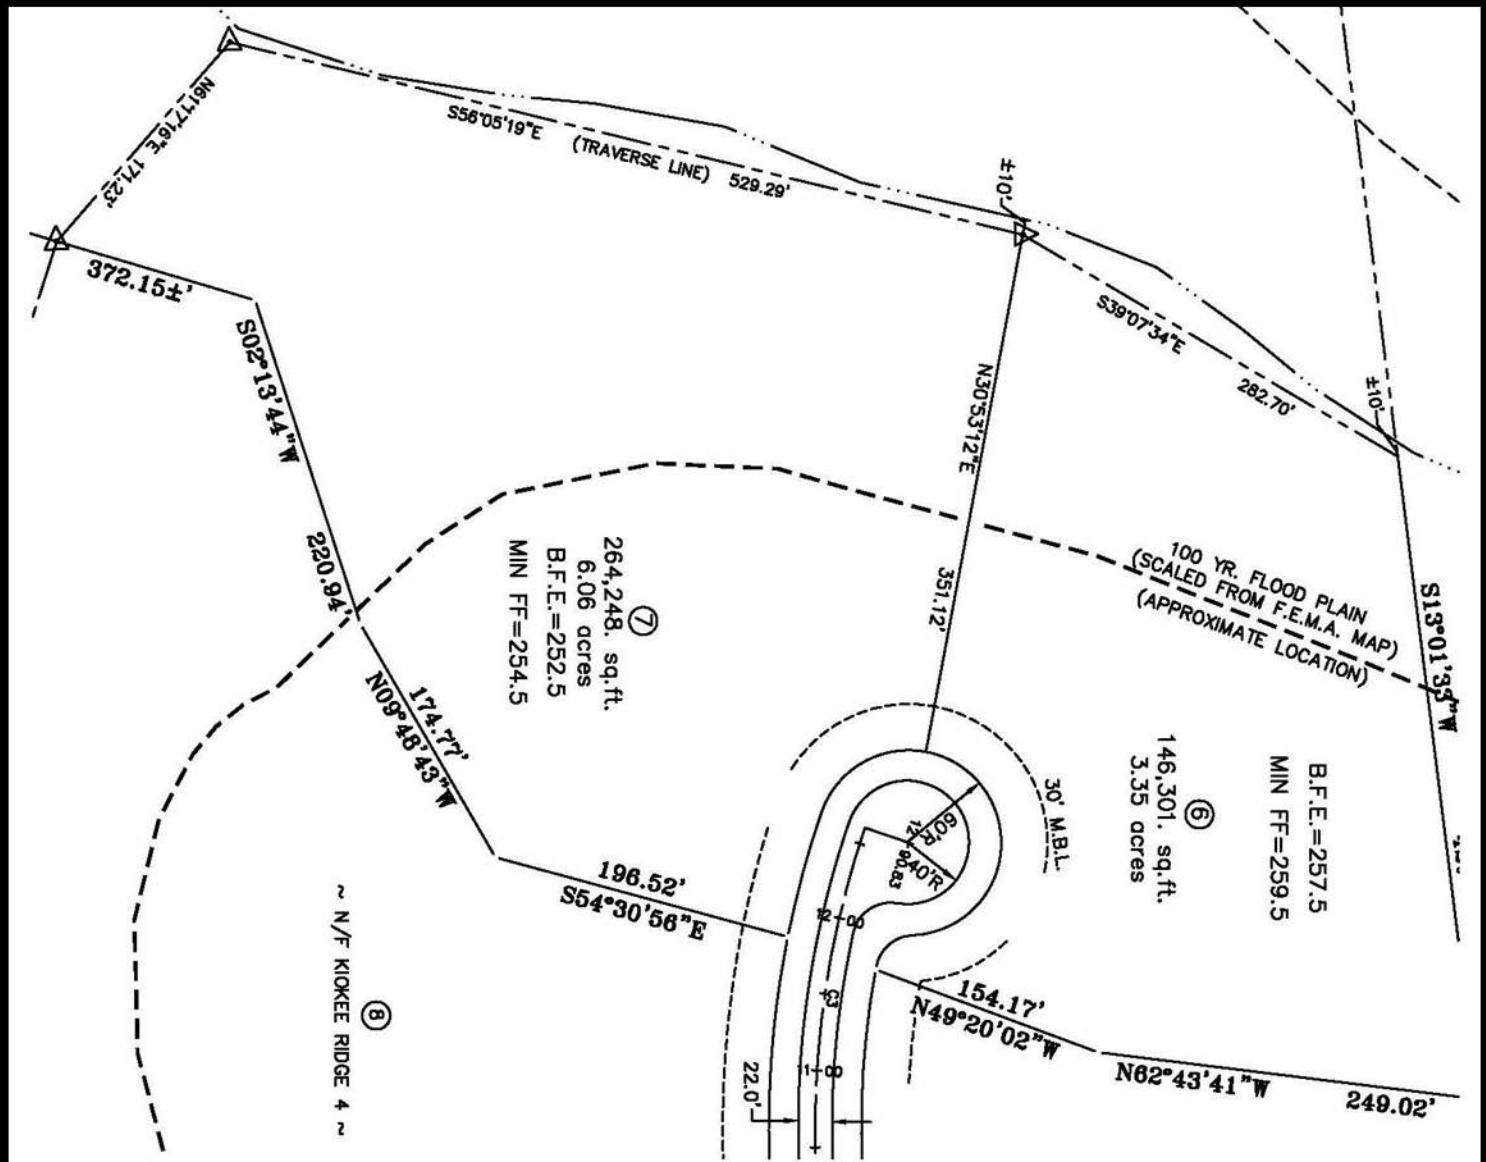 N61°17'16"E 171.23'
S56°05'19"E (TRAVERSE LINE) 529.29'
±10'
S39°07'34"E 282.70'
±10'
372.15±'
S02°13'44"W 220.94'
N30°53'12"E 351.12'
100 YR. FLOOD PLAIN
(SCALED FROM F.E.M.A. MAP)
(APPROXIMATE LOCATION)
S13°01'33"W
7
264,248. sq.ft.
6.06 acres
B.F.E.=252.5
MIN FF=254.5
174.77'
N09°48'43"W
B.F.E.=257.5
MIN FF=259.5
6
146,301. sq.ft.
3.35 acres
30' M.B.L.
60'R
40'R
12
90.83
12+00
C3
11+00
22.0'
196.52'
S54°30'56"E
154.17'
N49°20'02"W
N62°43'41"W 249.02'
8
~ N/F KIOKEE RIDGE 4 ~